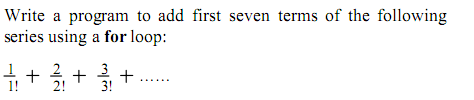 Write a program to add first seven terms of the following
series using a for loop:
1/1! + 2/2! + 3/3! + ......